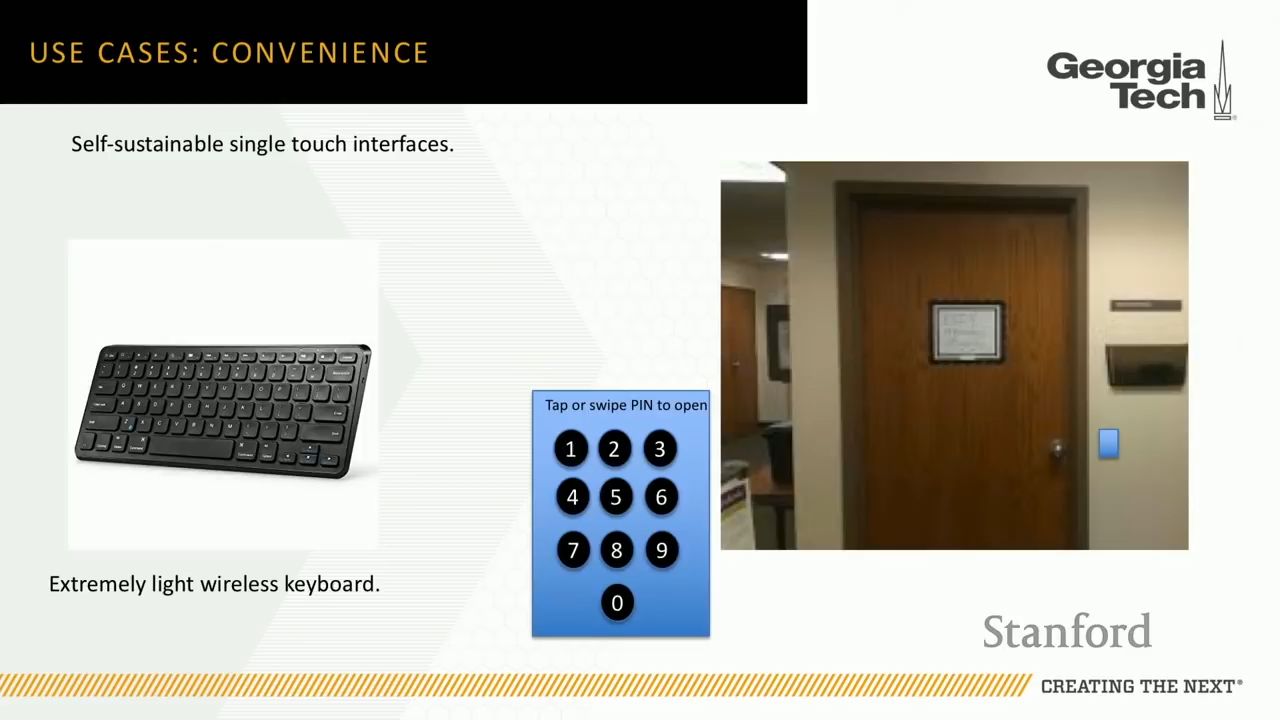 USE CASES: CONVENIENCE
Georgia
Tech
Self-sustainable single touch interfaces.
Tap or swipe PIN to open
1 2 3
4 5 6
7 8 9
0
Extremely light wireless keyboard.
Stanford
CREATING THE NEXT®